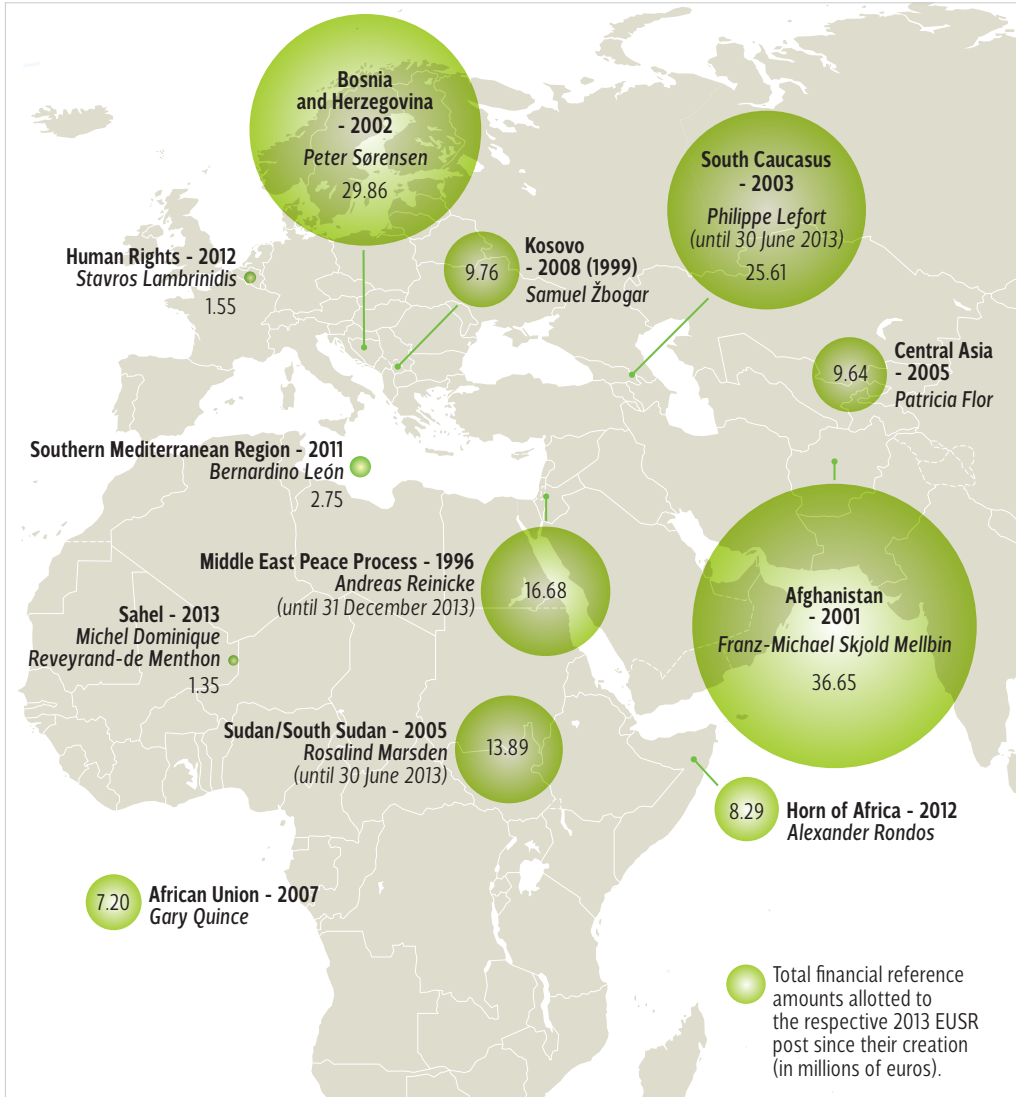 Bosnia
and Herzegovina
- 2002
Peter Sørensen
29.86
South Caucasus
- 2003
Philippe Lefort
(until 30 June 2013)
25.61
Human Rights - 2012
Stavros Lambrinidis
1.55
9.76
Kosovo
- 2008 (1999)
Samuel Žbogar
9.64
Central Asia
- 2005
Patricia Flor
Southern Mediterranean Region - 2011
Bernardino León
2.75
Middle East Peace Process - 1996
Andreas Reinicke
(until 31 December 2013)
16.68
Afghanistan
- 2001
Franz-Michael Skjold Mellbin
36.65
Sahel - 2013
Michel Dominique
Reveyrand-de Menthon
1.35
Sudan/South Sudan - 2005
Rosalind Marsden
(until 30 June 2013)
13.89
8.29
Horn of Africa - 2012
Alexander Rondos
7.20
African Union - 2007
Gary Quince
Total financial reference
amounts allotted to
the respective 2013 EUSR
post since their creation
(in millions of euros).